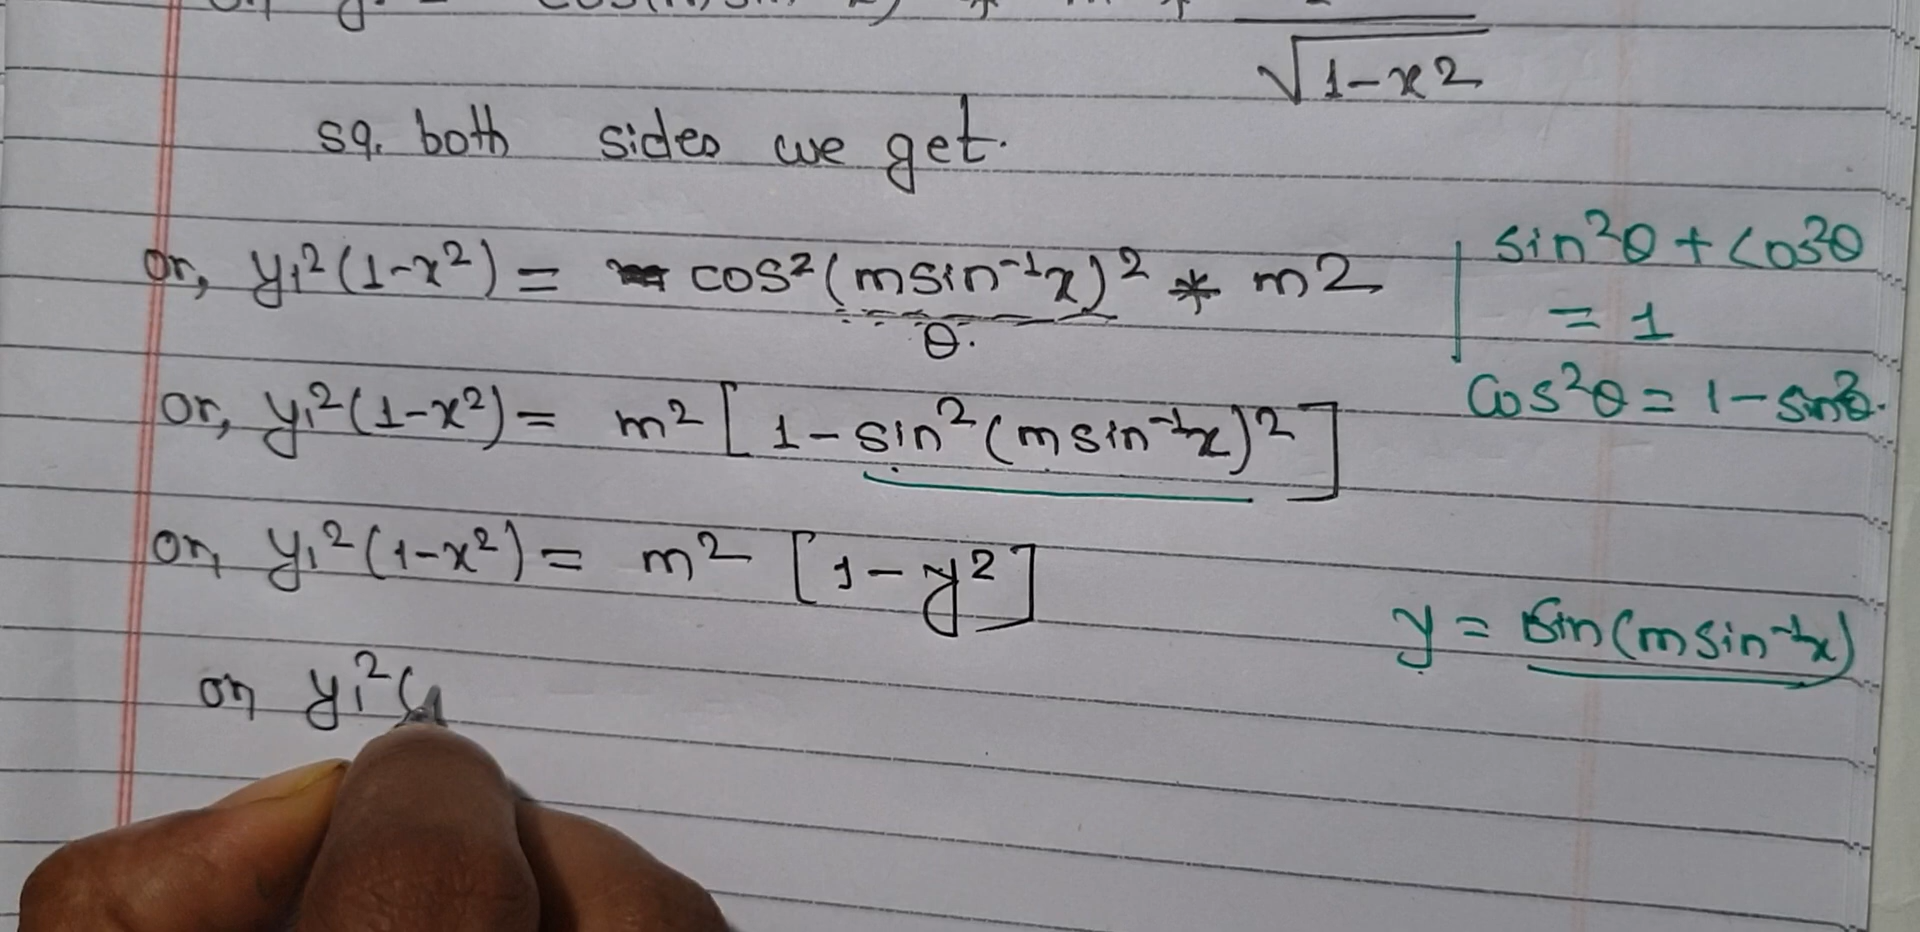 √1-x2
sq. both sides we get.
or, y₁²(1-x²) = cos²(msin⁻¹x)² * m2
θ.
sin²θ + cos²θ
= 1
cos²θ = 1 - sin²θ.
or, y₁²(1-x²) = m² [1 - sin²(msin⁻¹x)²]
or, y₁²(1-x²) = m² [1 - y²]
y = sin(msin⁻¹x)
or y₁²(1